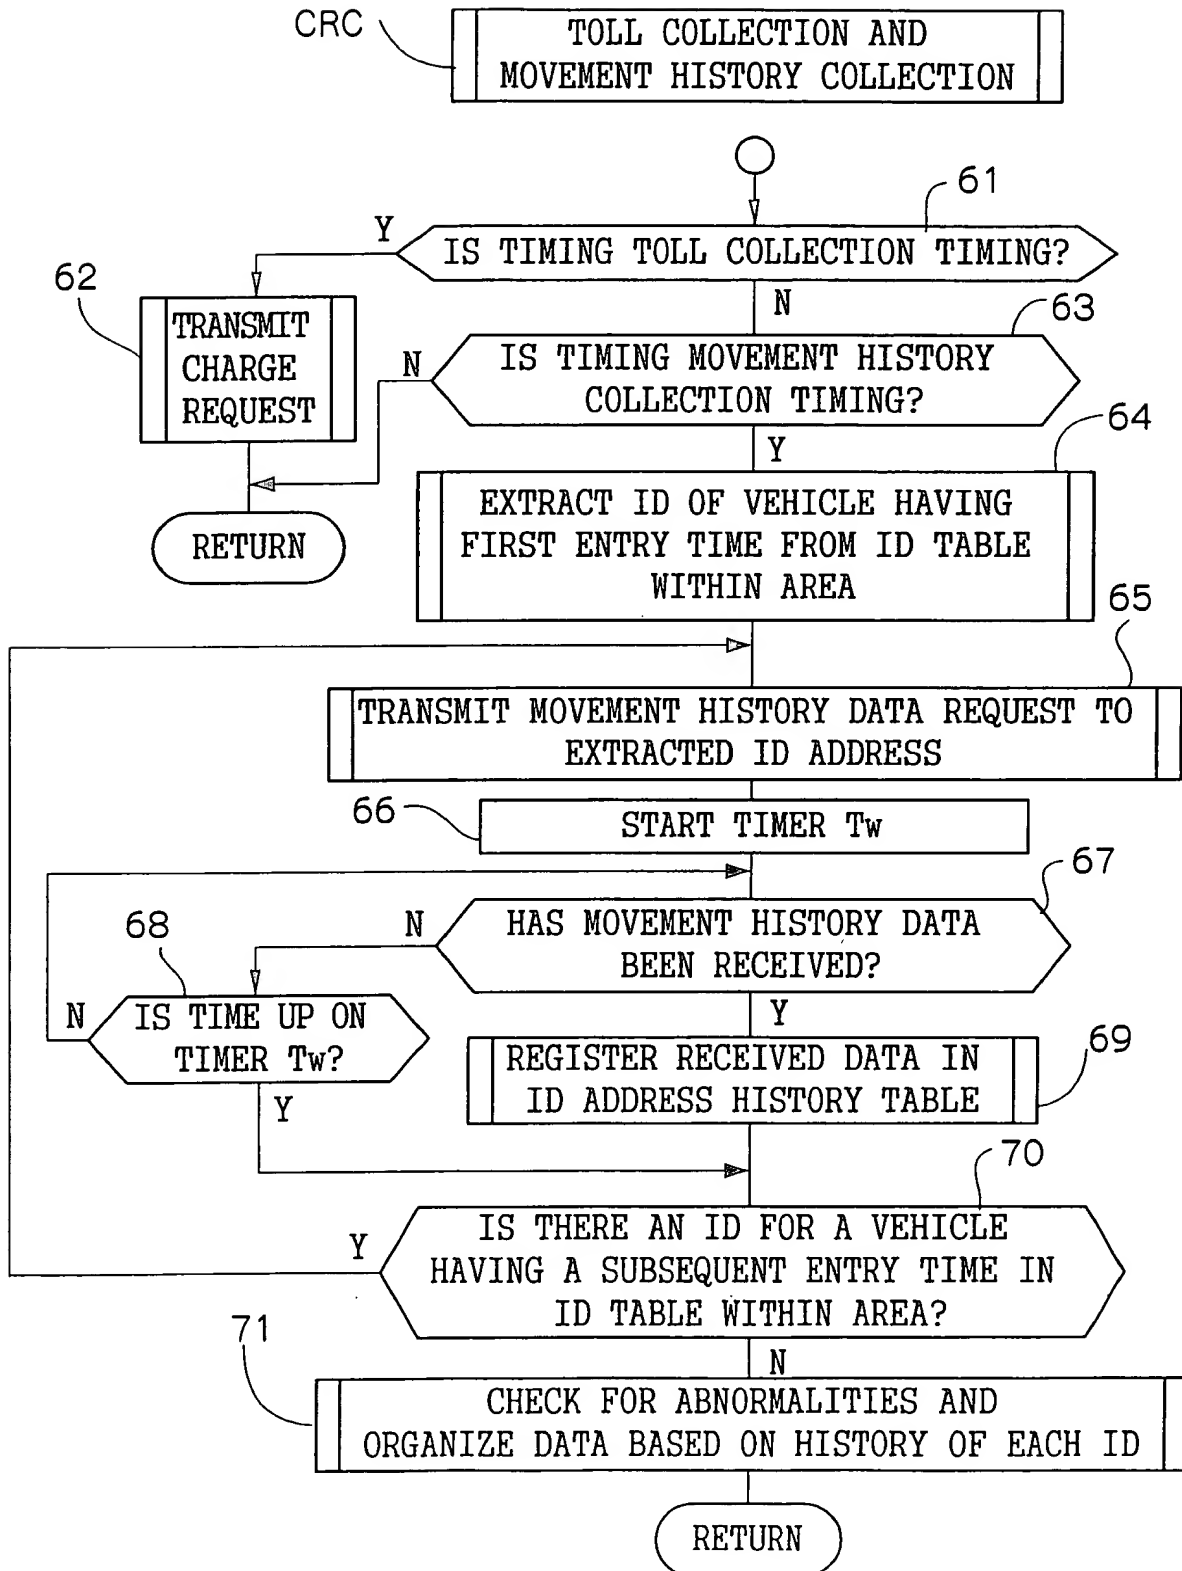 CRC
TOLL COLLECTION AND
MOVEMENT HISTORY COLLECTION
61
Y
IS TIMING TOLL COLLECTION TIMING?
62
TRANSMIT
CHARGE
REQUEST
N
63
N
IS TIMING MOVEMENT HISTORY
COLLECTION TIMING?
RETURN
Y
64
EXTRACT ID OF VEHICLE HAVING
FIRST ENTRY TIME FROM ID TABLE
WITHIN AREA
65
TRANSMIT MOVEMENT HISTORY DATA REQUEST TO
EXTRACTED ID ADDRESS
66
START TIMER Tw
67
N
HAS MOVEMENT HISTORY DATA
BEEN RECEIVED?
68
N
IS TIME UP ON
TIMER Tw?
Y
Y
69
REGISTER RECEIVED DATA IN
ID ADDRESS HISTORY TABLE
70
Y
IS THERE AN ID FOR A VEHICLE
HAVING A SUBSEQUENT ENTRY TIME IN
ID TABLE WITHIN AREA?
71
N
CHECK FOR ABNORMALITIES AND
ORGANIZE DATA BASED ON HISTORY OF EACH ID
RETURN